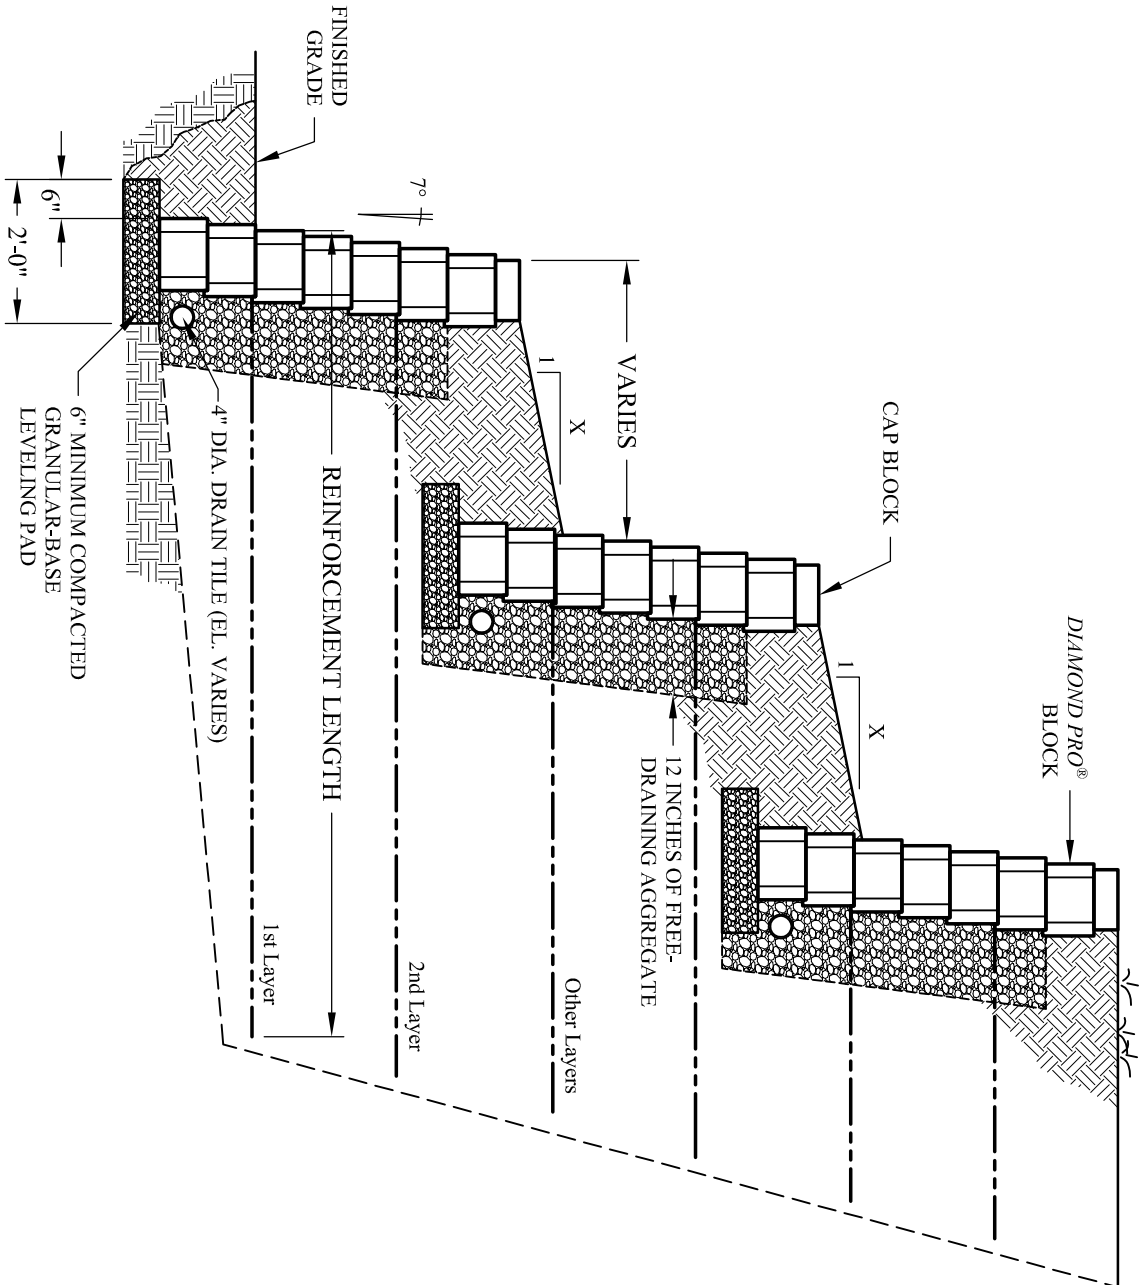 FINISHED
GRADE
7°
6"
2'-0"
6" MINIMUM COMPACTED
GRANULAR-BASE
LEVELING PAD
4" DIA. DRAIN TILE (EL. VARIES)
REINFORCEMENT LENGTH
VARIES
1
X
CAP BLOCK
1
X
DIAMOND PRO®
BLOCK
12 INCHES OF FREE-
DRAINING AGGREGATE
1st Layer
2nd Layer
Other Layers